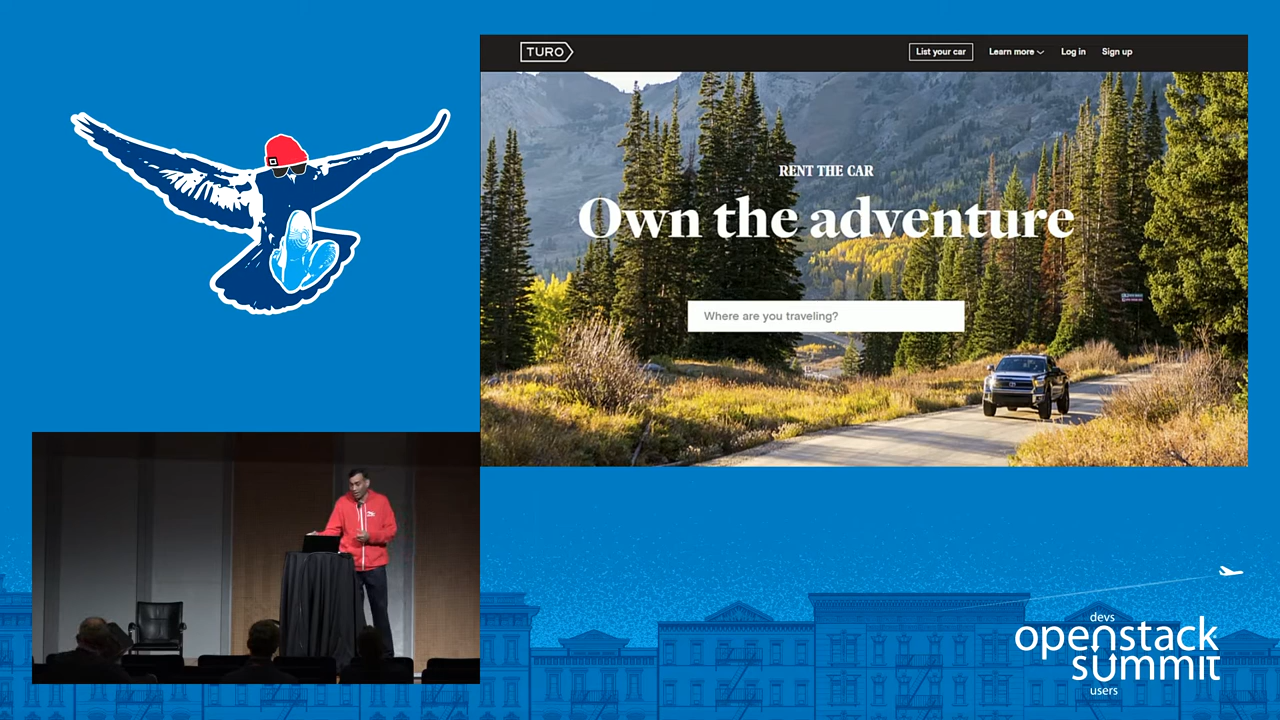 TURO
List your car
Learn more
Log in
Sign up
RENT THE CAR
Own the adventure
Where are you traveling?
devs
openstack
summit
users